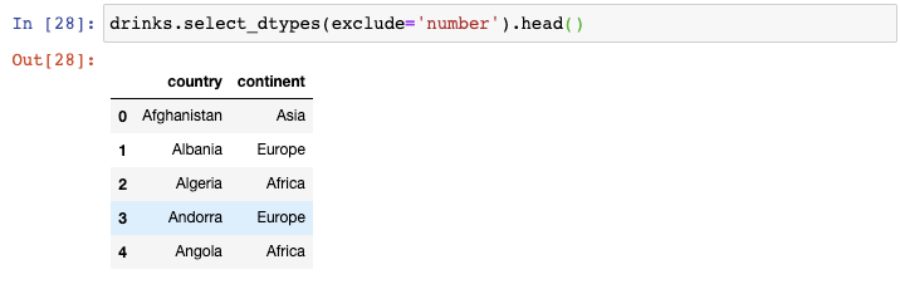 In [28]: drinks.select_dtypes(exclude='number').head()
Out[28]:
country continent
0 Afghanistan Asia
1 Albania Europe
2 Algeria Africa
3 Andorra Europe
4 Angola Africa